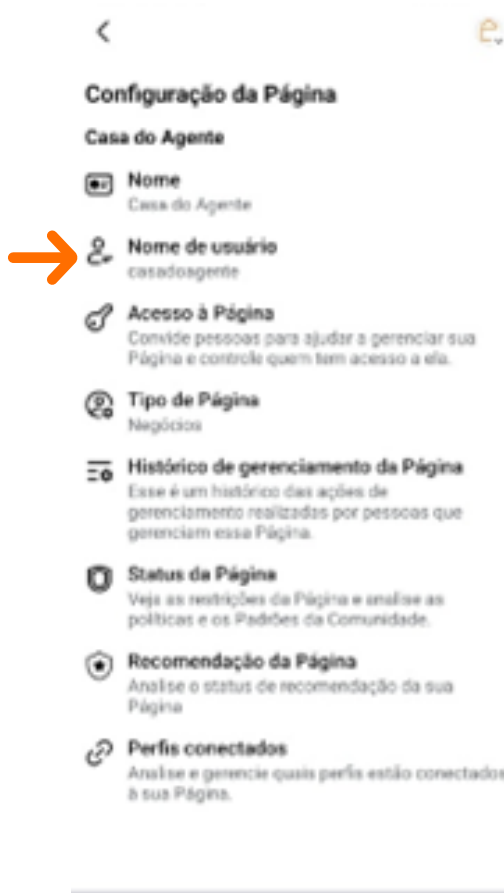 Configuração da Página
Casa do Agente
Nome
Casa do Agente
Nome de usuário
casadoagente
Acesso à Página
Convide pessoas para ajudar a gerenciar sua
Página e controle quem tem acesso a ela.
Tipo de Página
Negócios
Histórico de gerenciamento da Página
Esse é um histórico das ações de
gerenciamento realizadas por pessoas que
gerenciam essa Página.
Status da Página
Veja as restrições da Página e analise as
políticas e os Padrões da Comunidade.
Recomendação da Página
Analise o status de recomendação da sua
Página
Perfis conectados
Analise e gerencie quais perfis estão conectados
à sua Página.